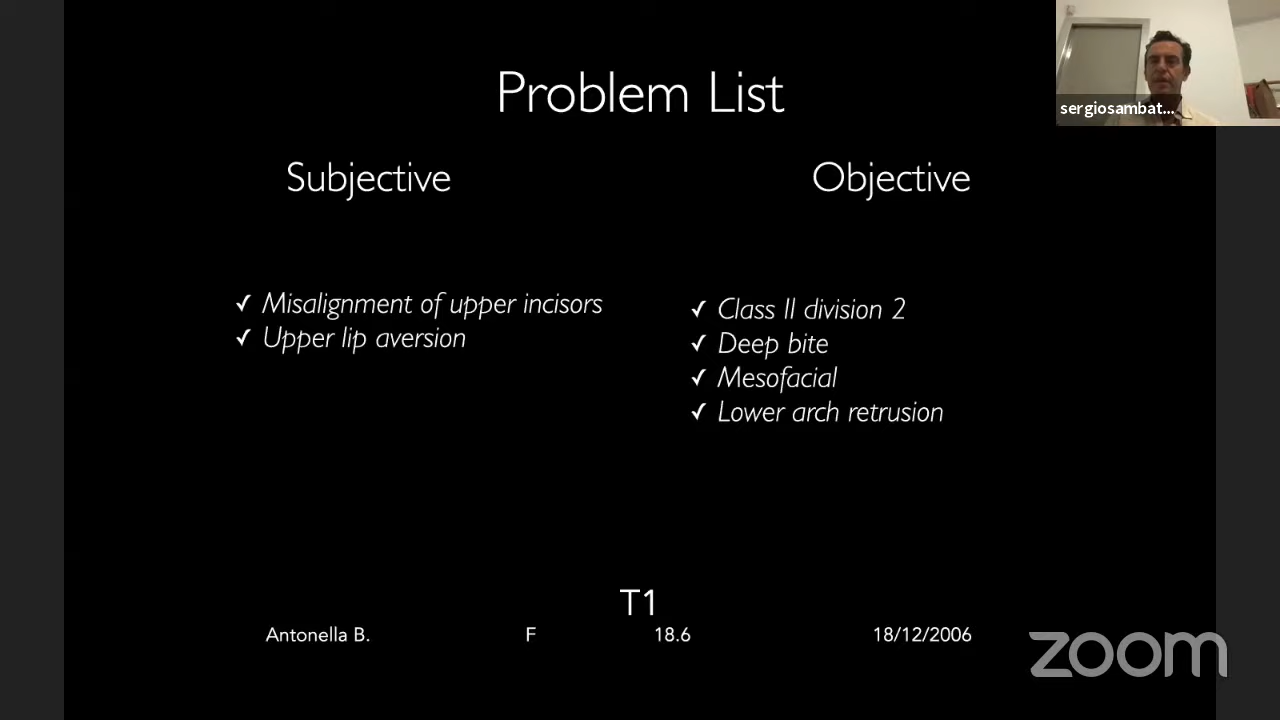 Problem List
sergiosambat...
Subjective
Objective
✓ Misalignment of upper incisors
✓ Upper lip aversion
✓ Class II division 2
✓ Deep bite
✓ Mesofacial
✓ Lower arch retrusion
T1
Antonella B. F 18.6 18/12/2006
zoom